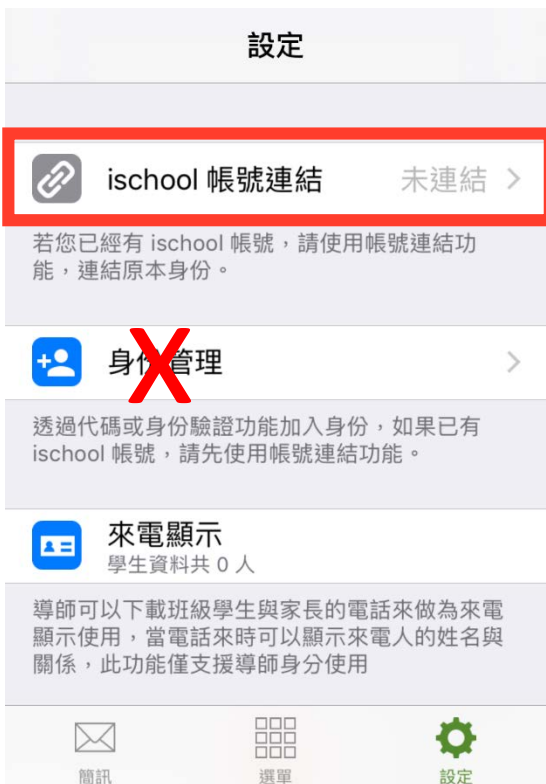 設定
ischool 帳號連結 未連結
若您已經有 ischool 帳號,請使用帳號連結功
能,連結原本身份。
身份管理
X
透過代碼或身份驗證功能加入身份,如果已有
ischool 帳號,請先使用帳號連結功能。
來電顯示
學生資料共 0 人
導師可以下載班級學生與家長的電話來做為來電
顯示使用,當電話來時可以顯示來電人的姓名與
關係,此功能僅支援導師身分使用
簡訊 選單 設定